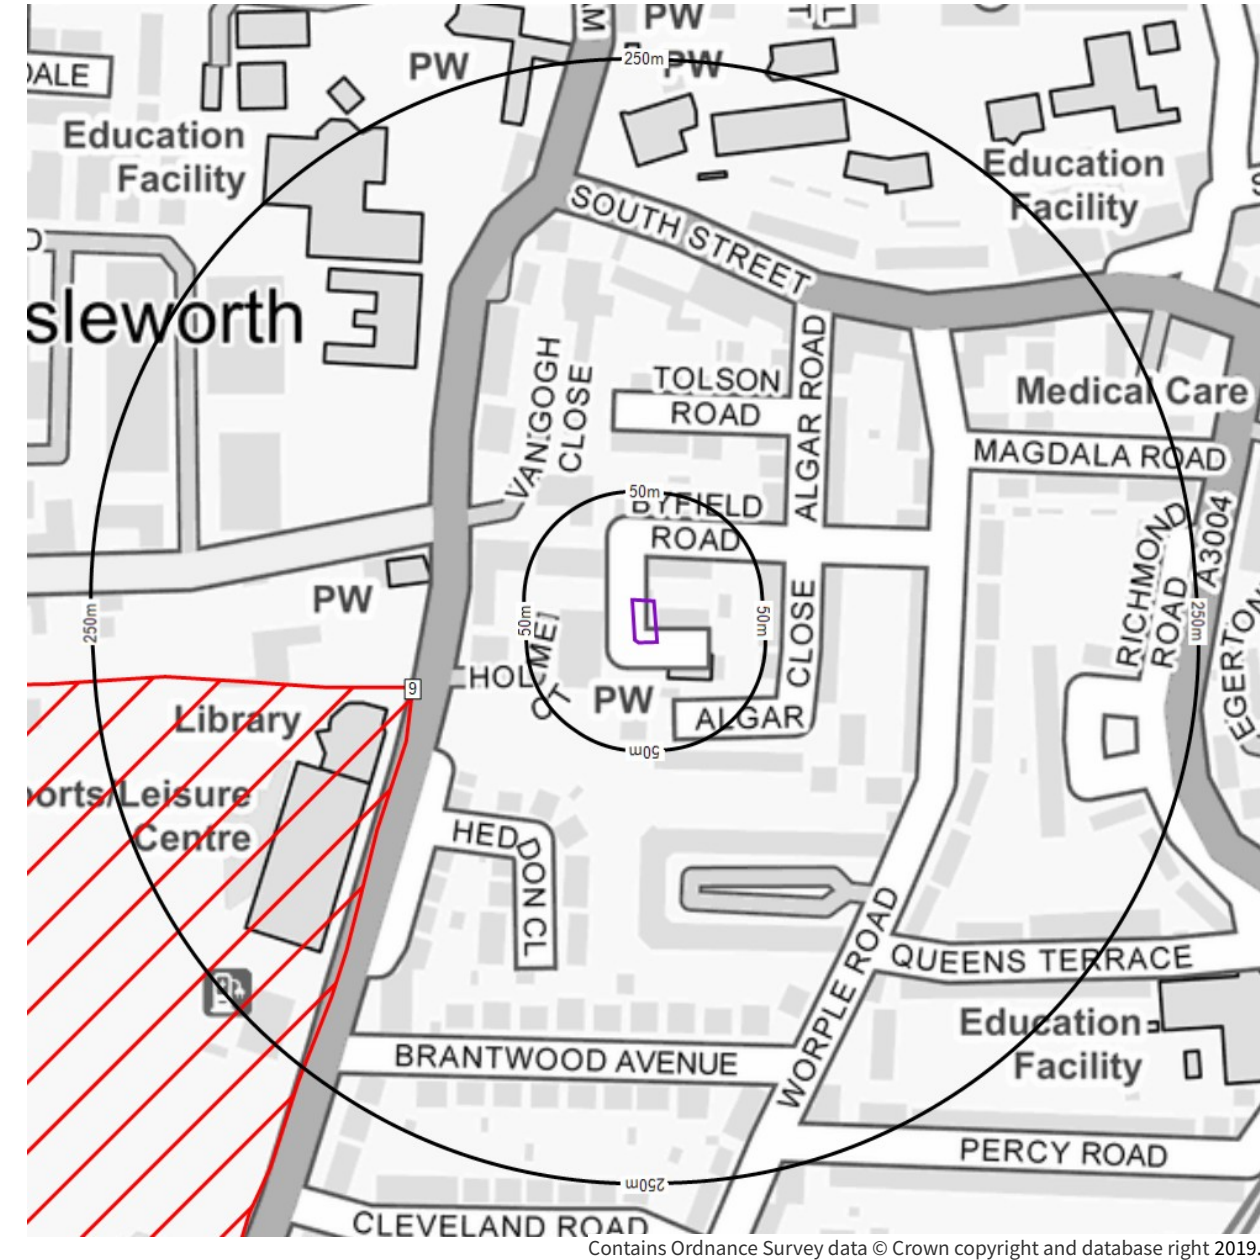 PW
PW
PW
250m
DALE
Education
Facility
Education
Facility
SOUTH STREET
sleworth
VAN GOGH
CLOSE
TOLSON
ROAD
ALGAR ROAD
Medical Care
MAGDALA ROAD
50m
BYFIELD
ROAD
RICHMOND
ROAD
A3004
PW
250m
50m
50m
CLOSE
250m
EGERTON
HOLME
CT
9
Library
PW
ALGAR
50m
orts/Leisure
Centre
HEDDON CL
WORPLE ROAD
QUEENS TERRACE
Education
Facility
BRANTWOOD AVENUE
PERCY ROAD
250m
CLEVELAND ROAD
Contains Ordnance Survey data © Crown copyright and database right 2019